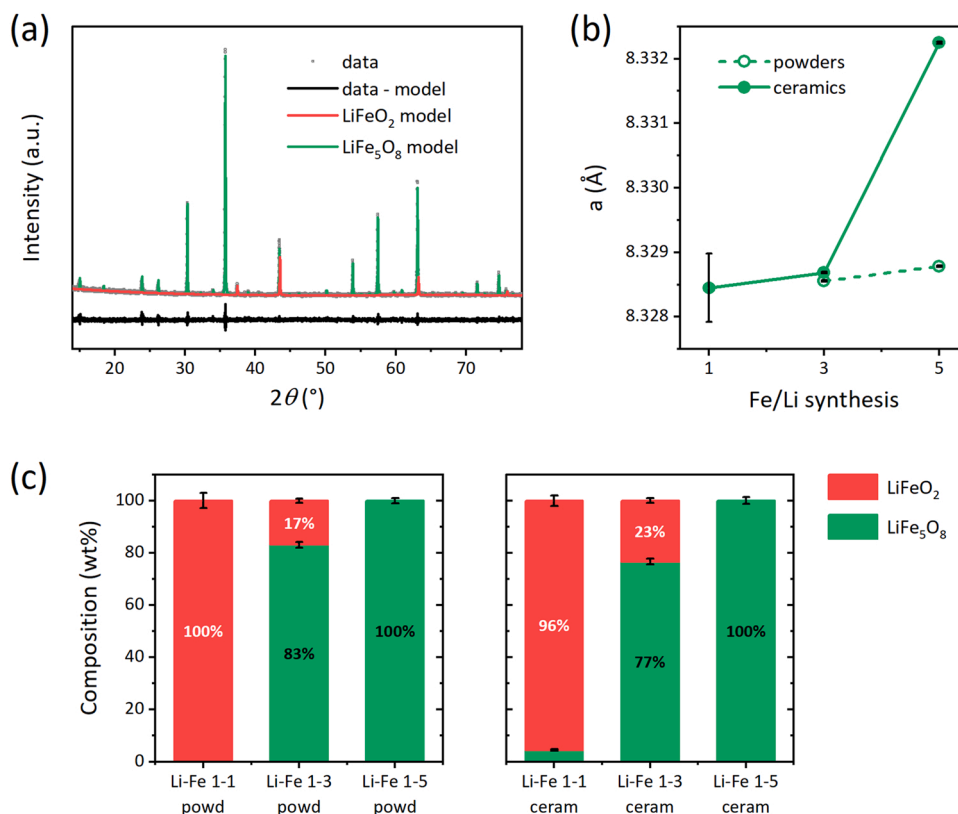 (a)
data
data - model
LiFeO₂ model
LiFe₅O₈ model
Intensity (a.u.)
20 30 40 50 60 70
2θ (°)
(b)
powders
ceramics
8.332
8.331
8.330
8.329
8.328
a (Å)
1 3 5
Fe/Li synthesis
(c)
LiFeO₂
LiFe₅O₈
Composition (wt%)
100
80
60
40
20
0
100%
17%
83%
100%
96%
23%
77%
100%
Li-Fe 1-1 powd
Li-Fe 1-3 powd
Li-Fe 1-5 powd
Li-Fe 1-1 ceram
Li-Fe 1-3 ceram
Li-Fe 1-5 ceram